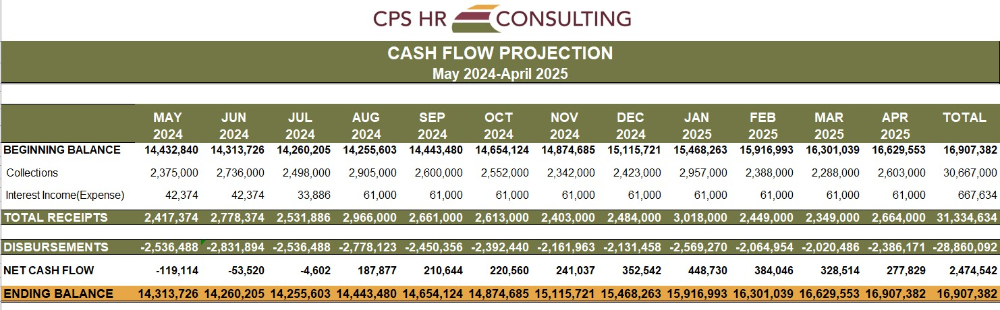 CPS HR CONSULTING
CASH FLOW PROJECTION
May 2024-April 2025
MAY JUN JUL AUG SEP OCT NOV DEC JAN FEB MAR APR TOTAL
2024 2024 2024 2024 2024 2024 2024 2024 2025 2025 2025 2025
BEGINNING BALANCE 14,432,840 14,313,726 14,260,205 14,255,603 14,443,480 14,654,124 14,874,685 15,115,721 15,468,263 15,916,993 16,301,039 16,629,553 16,907,382
Collections 2,375,000 2,736,000 2,498,000 2,905,000 2,600,000 2,552,000 2,342,000 2,423,000 2,957,000 2,388,000 2,288,000 2,603,000 30,667,000
Interest Income(Expense) 42,374 42,374 33,886 61,000 61,000 61,000 61,000 61,000 61,000 61,000 61,000 61,000 667,634
TOTAL RECEIPTS 2,417,374 2,778,374 2,531,886 2,966,000 2,661,000 2,613,000 2,403,000 2,484,000 3,018,000 2,449,000 2,349,000 2,664,000 31,334,634
DISBURSEMENTS -2,536,488 -2,831,894 -2,536,488 -2,778,123 -2,450,356 -2,392,440 -2,161,963 -2,131,458 -2,569,270 -2,064,954 -2,020,486 -2,386,171 -28,860,092
NET CASH FLOW -119,114 -53,520 -4,602 187,877 210,644 220,560 241,037 352,542 448,730 384,046 328,514 277,829 2,474,542
ENDING BALANCE 14,313,726 14,260,205 14,255,603 14,443,480 14,654,124 14,874,685 15,115,721 15,468,263 15,916,993 16,301,039 16,629,553 16,907,382 16,907,382